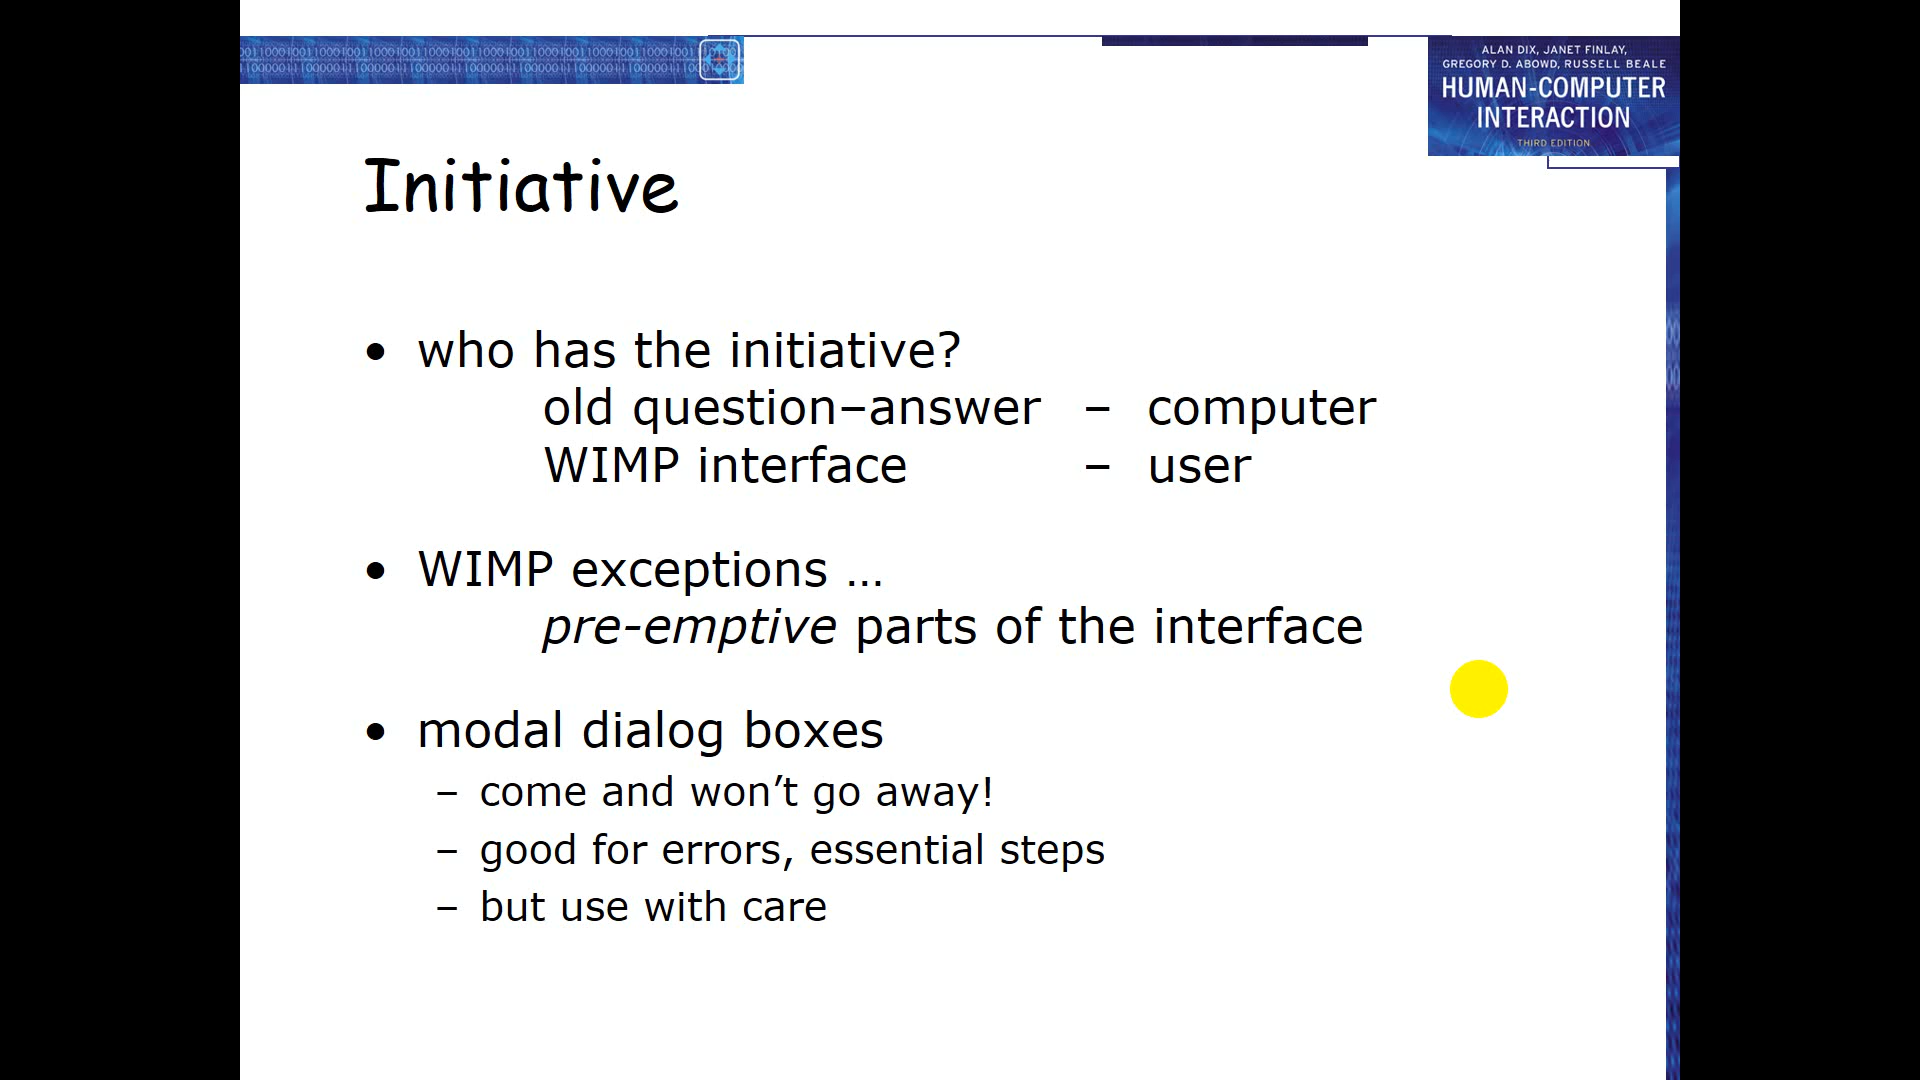 ALAN DIX, JANET FINLAY,
GREGORY D. ABOWD, RUSSELL BEALE
HUMAN-COMPUTER
INTERACTION
THIRD EDITION
Initiative
• who has the initiative?
old question–answer – computer
WIMP interface – user
• WIMP exceptions …
pre-emptive parts of the interface
• modal dialog boxes
– come and won’t go away!
– good for errors, essential steps
– but use with care